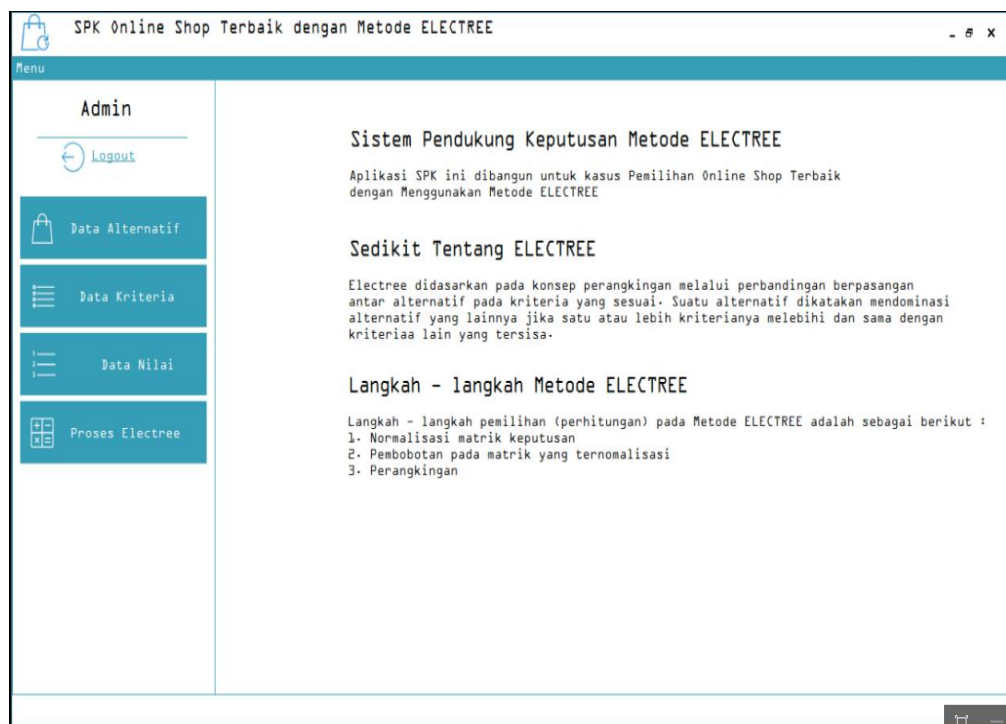 SPK Online Shop Terbaik dengan Metode ELECTREE
Menu
Admin
Logout
Data Alternatif
Data Kriteria
Data Nilai
Proses Electree
Sistem Pendukung Keputusan Metode ELECTREE
Aplikasi SPK ini dibangun untuk kasus Pemilihan Online Shop Terbaik
dengan Menggunakan Metode ELECTREE
Sedikit Tentang ELECTREE
Electree didasarkan pada konsep perangkingan melalui perbandingan berpasangan
antar alternatif pada kriteria yang sesuai. Suatu alternatif dikatakan mendominasi
alternatif yang lainnya jika satu atau lebih kriterianya melebihi dan sama dengan
kriteriaa lain yang tersisa.
Langkah - langkah Metode ELECTREE
Langkah - langkah pemilihan (perhitungan) pada Metode ELECTREE adalah sebagai berikut :
1. Normalisasi matrik keputusan
2. Pembobotan pada matrik yang ternomalisasi
3. Perangkingan